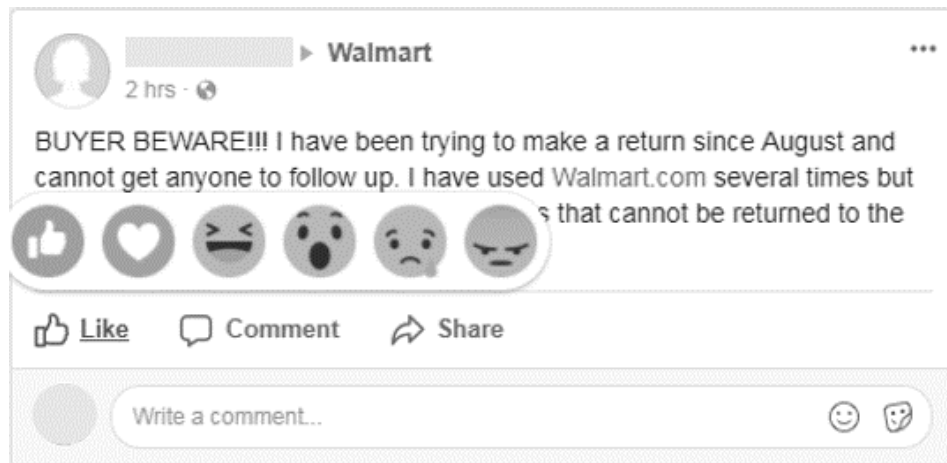 Walmart
2 hrs ·
BUYER BEWARE!!! I have been trying to make a return since August and
cannot get anyone to follow up. I have used Walmart.com several times but
s that cannot be returned to the
Like Comment Share
Write a comment...